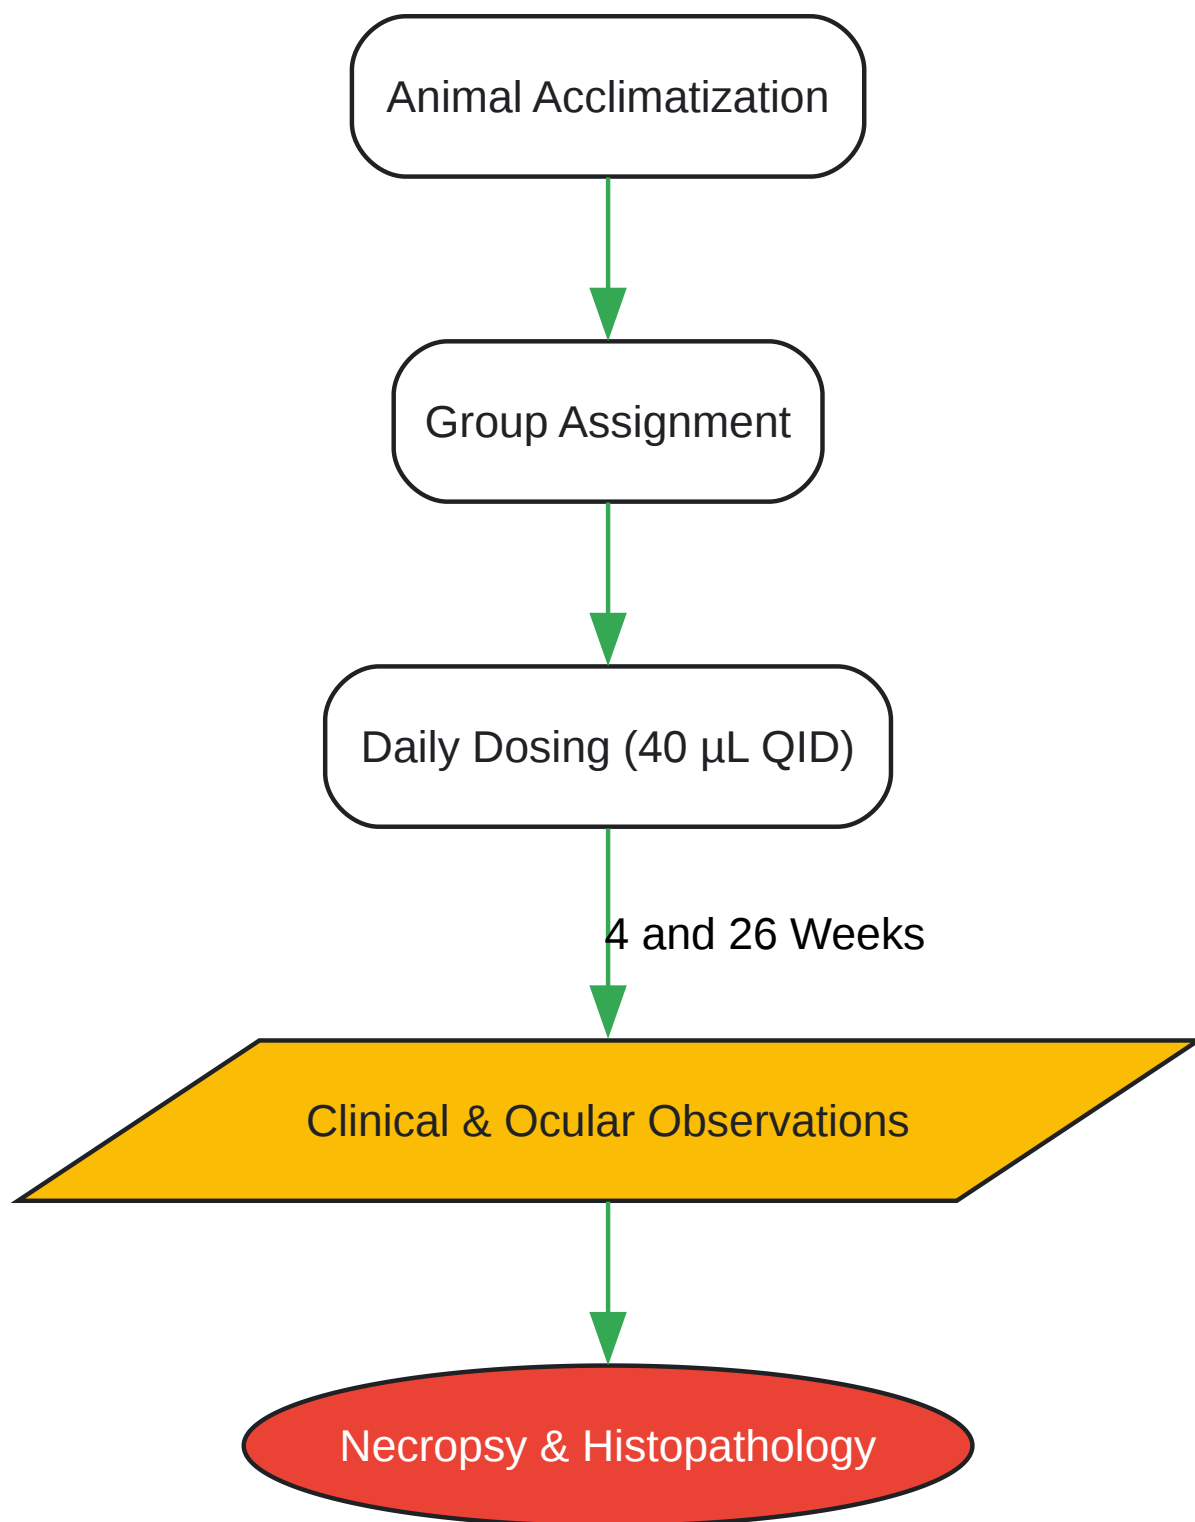 Animal Acclimatization
Group Assignment
Daily Dosing (40 µL QID)
4 and 26 Weeks
Clinical & Ocular Observations
Necropsy & Histopathology